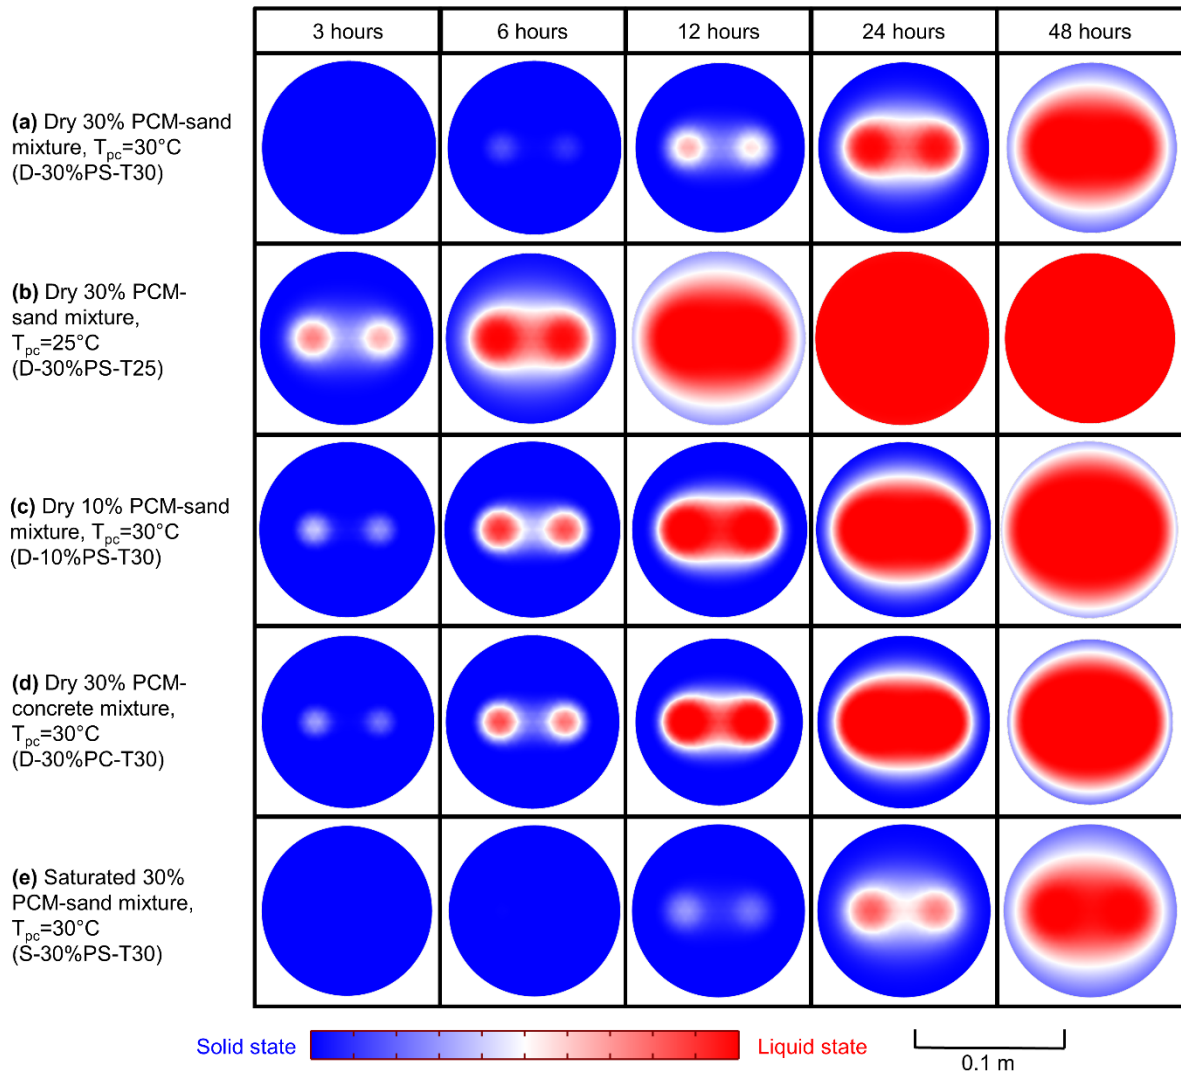 3 hours
6 hours
12 hours
24 hours
48 hours
(a) Dry 30% PCM-sand
mixture, Tpc=30°C
(D-30%PS-T30)
(b) Dry 30% PCM-
sand mixture,
Tpc=25°C
(D-30%PS-T25)
(c) Dry 10% PCM-sand
mixture, Tpc=30°C
(D-10%PS-T30)
(d) Dry 30% PCM-
concrete mixture,
Tpc=30°C
(D-30%PC-T30)
(e) Saturated 30%
PCM-sand mixture,
Tpc=30°C
(S-30%PS-T30)
Solid state
Liquid state
0.1 m